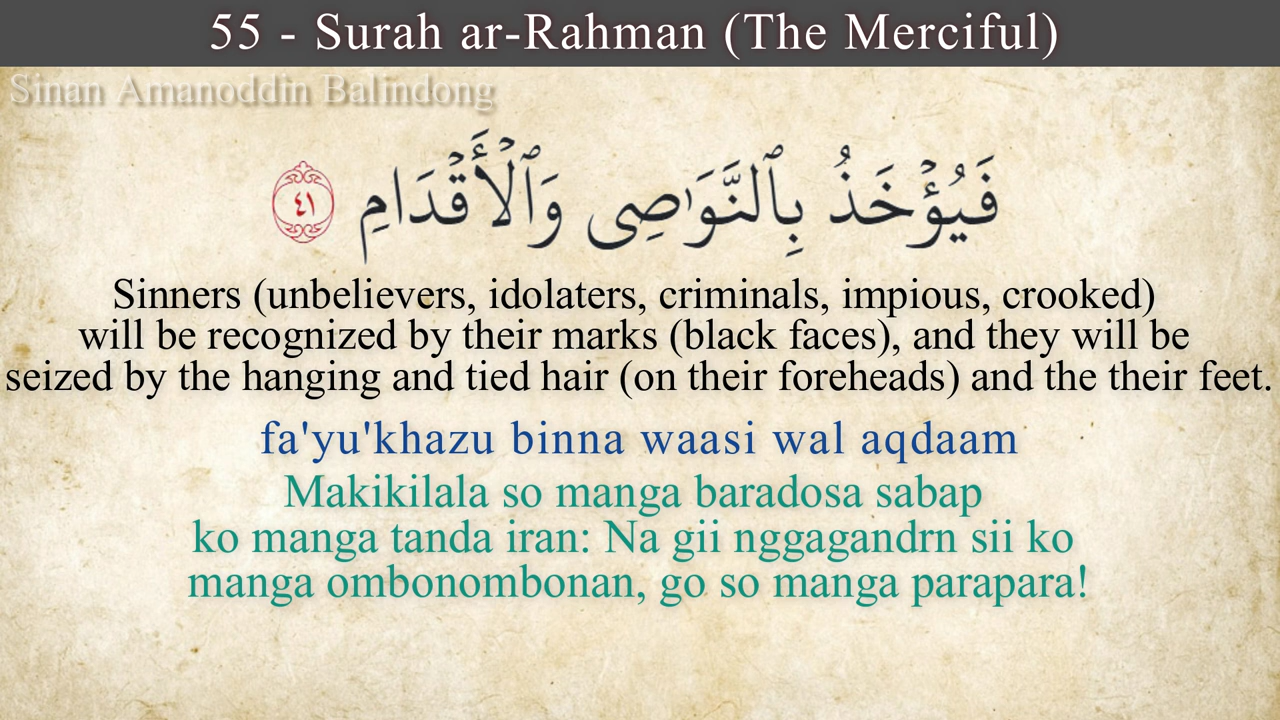 55 - Surah ar-Rahman (The Merciful)
Sinan Amanoddin Balindong
فَيُؤْخَذُ بِٱلنَّوَٰصِى وَٱلْأَقْدَامِ ٤١
Sinners (unbelievers, idolaters, criminals, impious, crooked)
will be recognized by their marks (black faces), and they will be
seized by the hanging and tied hair (on their foreheads) and the their feet.
fa'yu'khazu binna waasi wal aqdaam
Makikilala so manga baradosa sabap
ko manga tanda iran: Na gii nggagandrn sii ko
manga ombonombonan, go so manga parapara!